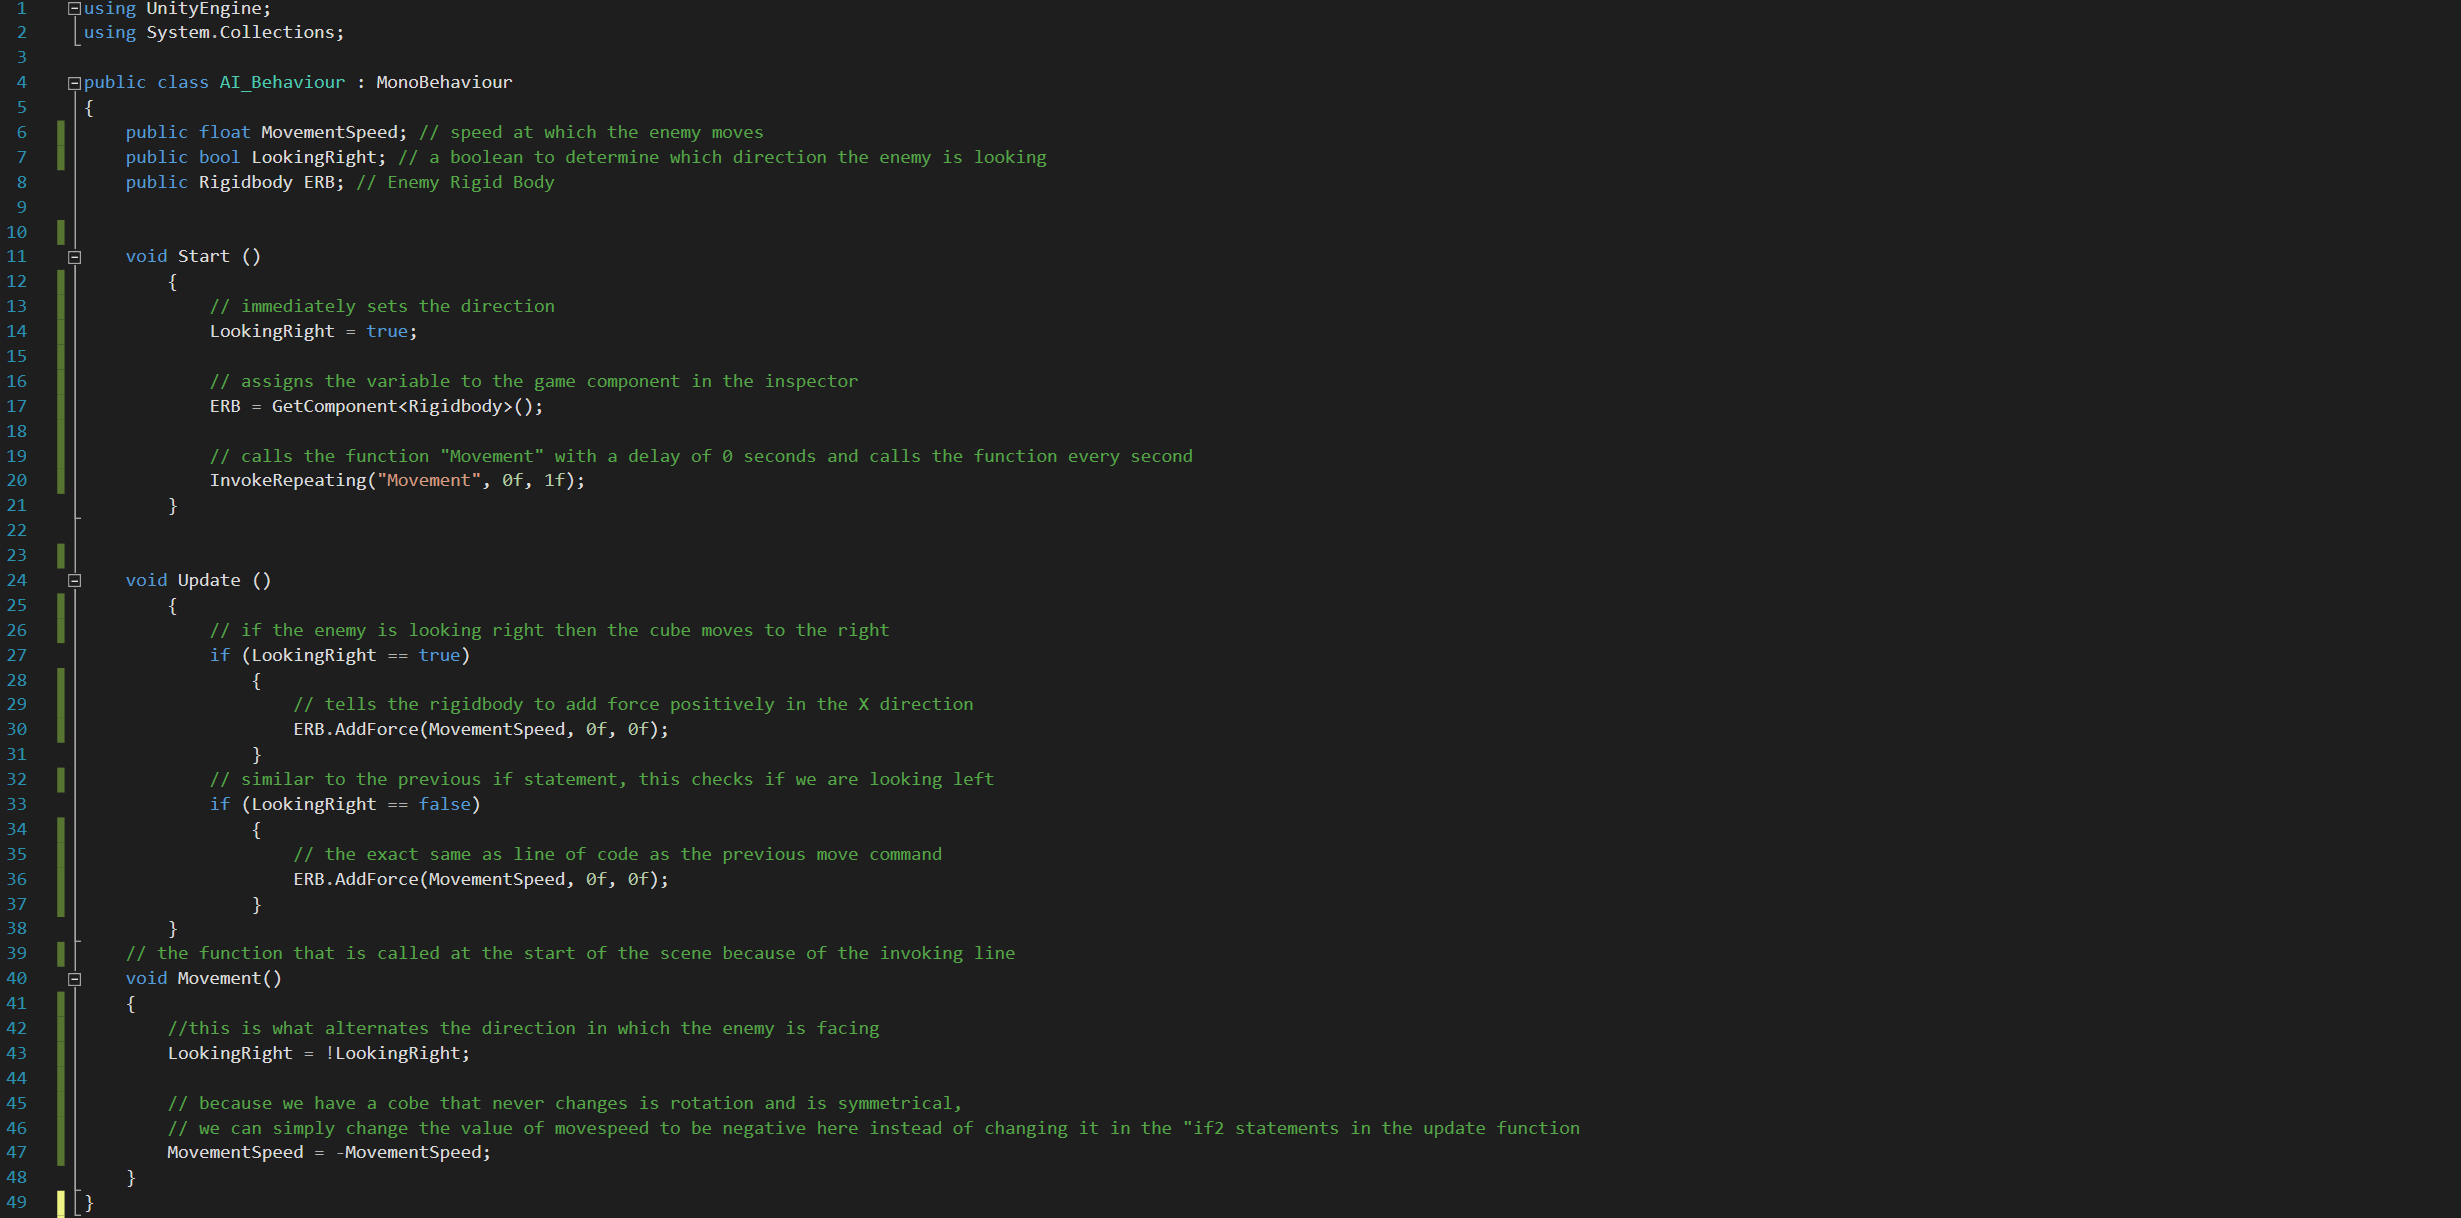 1 using UnityEngine;
2 using System.Collections;
3
4 public class AI_Behaviour : MonoBehaviour
5 {
6 public float MovementSpeed; // speed at which the enemy moves
7 public bool LookingRight; // a boolean to determine which direction the enemy is looking
8 public Rigidbody ERB; // Enemy Rigid Body
9
10
11 void Start ()
12 {
13 // immediately sets the direction
14 LookingRight = true;
15
16 // assigns the variable to the game component in the inspector
17 ERB = GetComponent<Rigidbody>();
18
19 // calls the function "Movement" with a delay of 0 seconds and calls the function every second
20 InvokeRepeating("Movement", 0f, 1f);
21 }
22
23
24 void Update ()
25 {
26 // if the enemy is looking right then the cube moves to the right
27 if (LookingRight == true)
28 {
29 // tells the rigidbody to add force positively in the X direction
30 ERB.AddForce(MovementSpeed, 0f, 0f);
31 }
32 // similar to the previous if statement, this checks if we are looking left
33 if (LookingRight == false)
34 {
35 // the exact same as line of code as the previous move command
36 ERB.AddForce(MovementSpeed, 0f, 0f);
37 }
38 }
39 // the function that is called at the start of the scene because of the invoking line
40 void Movement()
41 {
42 //this is what alternates the direction in which the enemy is facing
43 LookingRight = !LookingRight;
44
45 // because we have a cobe that never changes is rotation and is symmetrical,
46 // we can simply change the value of movespeed to be negative here instead of changing it in the "if2 statements in the update function
47 MovementSpeed = -MovementSpeed;
48 }
49 }